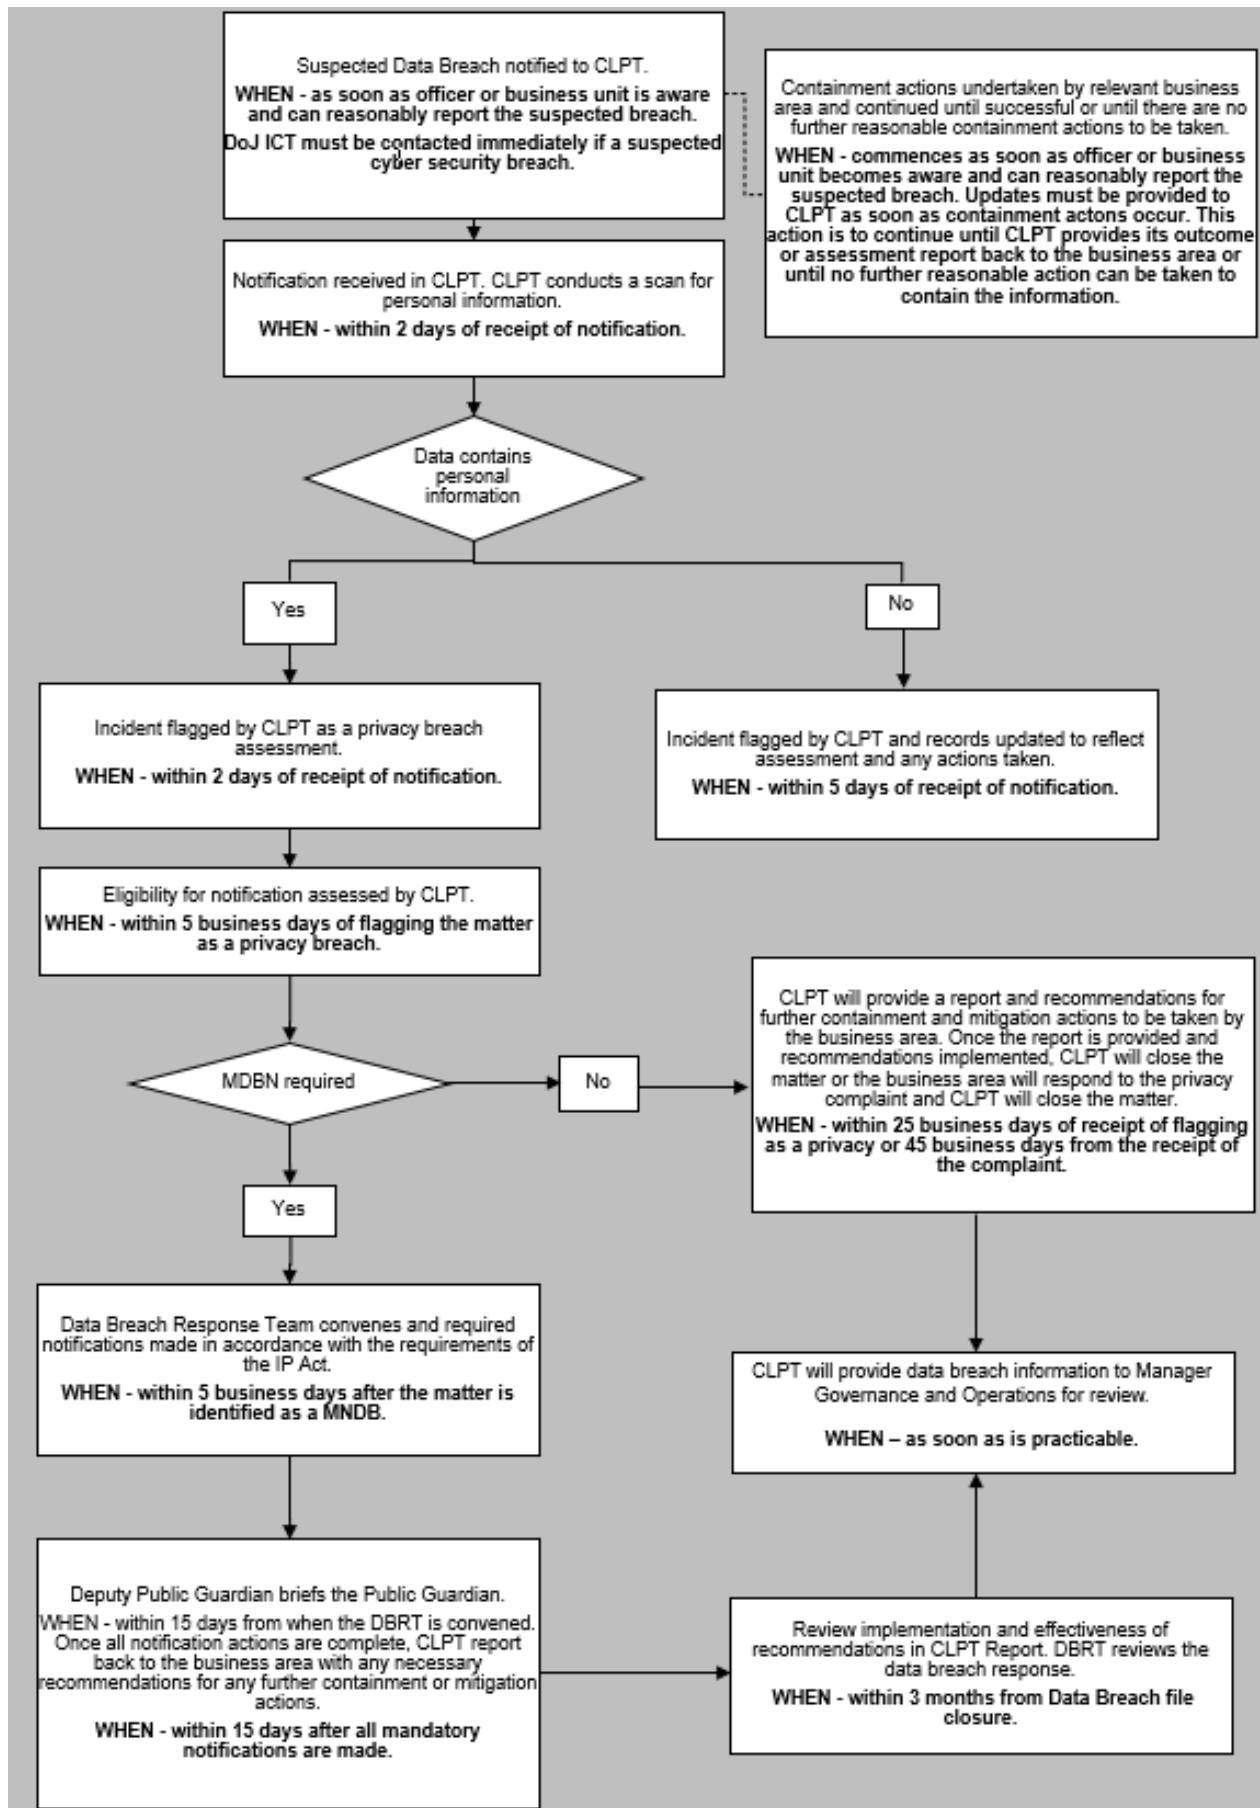 Suspected Data Breach notified to CLPT.
WHEN - as soon as officer or business unit is aware
and can reasonably report the suspected breach.
DoJ ICT must be contacted immediately if a suspected
cyber security breach.
Containment actions undertaken by relevant business
area and continued until successful or until there are no
further reasonable containment actions to be taken.
WHEN - commences as soon as officer or business
unit becomes aware and can reasonably report the
suspected breach. Updates must be provided to
CLPT as soon as containment actons occur. This
action is to continue until CLPT provides its outcome
or assessment report back to the business area or
until no further reasonable action can be taken to
contain the information.
Notification received in CLPT. CLPT conducts a scan for
personal information.
WHEN - within 2 days of receipt of notification.
Data contains
personal
information
Yes
No
Incident flagged by CLPT as a privacy breach
assessment.
WHEN - within 2 days of receipt of notification.
Incident flagged by CLPT and records updated to reflect
assessment and any actions taken.
WHEN - within 5 days of receipt of notification.
Eligibility for notification assessed by CLPT.
WHEN - within 5 business days of flagging the matter
as a privacy breach.
MDBN required
No
CLPT will provide a report and recommendations for
further containment and mitigation actions to be taken by
the business area. Once the report is provided and
recommendations implemented, CLPT will close the
matter or the business area will respond to the privacy
complaint and CLPT will close the matter.
WHEN - within 25 business days of receipt of flagging
as a privacy or 45 business days from the receipt of
the complaint.
Yes
Data Breach Response Team convenes and required
notifications made in accordance with the requirements of
the IP Act.
WHEN - within 5 business days after the matter is
identified as a MNDB.
CLPT will provide data breach information to Manager
Governance and Operations for review.
WHEN – as soon as is practicable.
Deputy Public Guardian briefs the Public Guardian.
WHEN - within 15 days from when the DBRT is convened.
Once all notification actions are complete, CLPT report
back to the business area with any necessary
recommendations for any further containment or mitigation
actions.
WHEN - within 15 days after all mandatory
notifications are made.
Review implementation and effectiveness of
recommendations in CLPT Report. DBRT reviews the
data breach response.
WHEN - within 3 months from Data Breach file
closure.